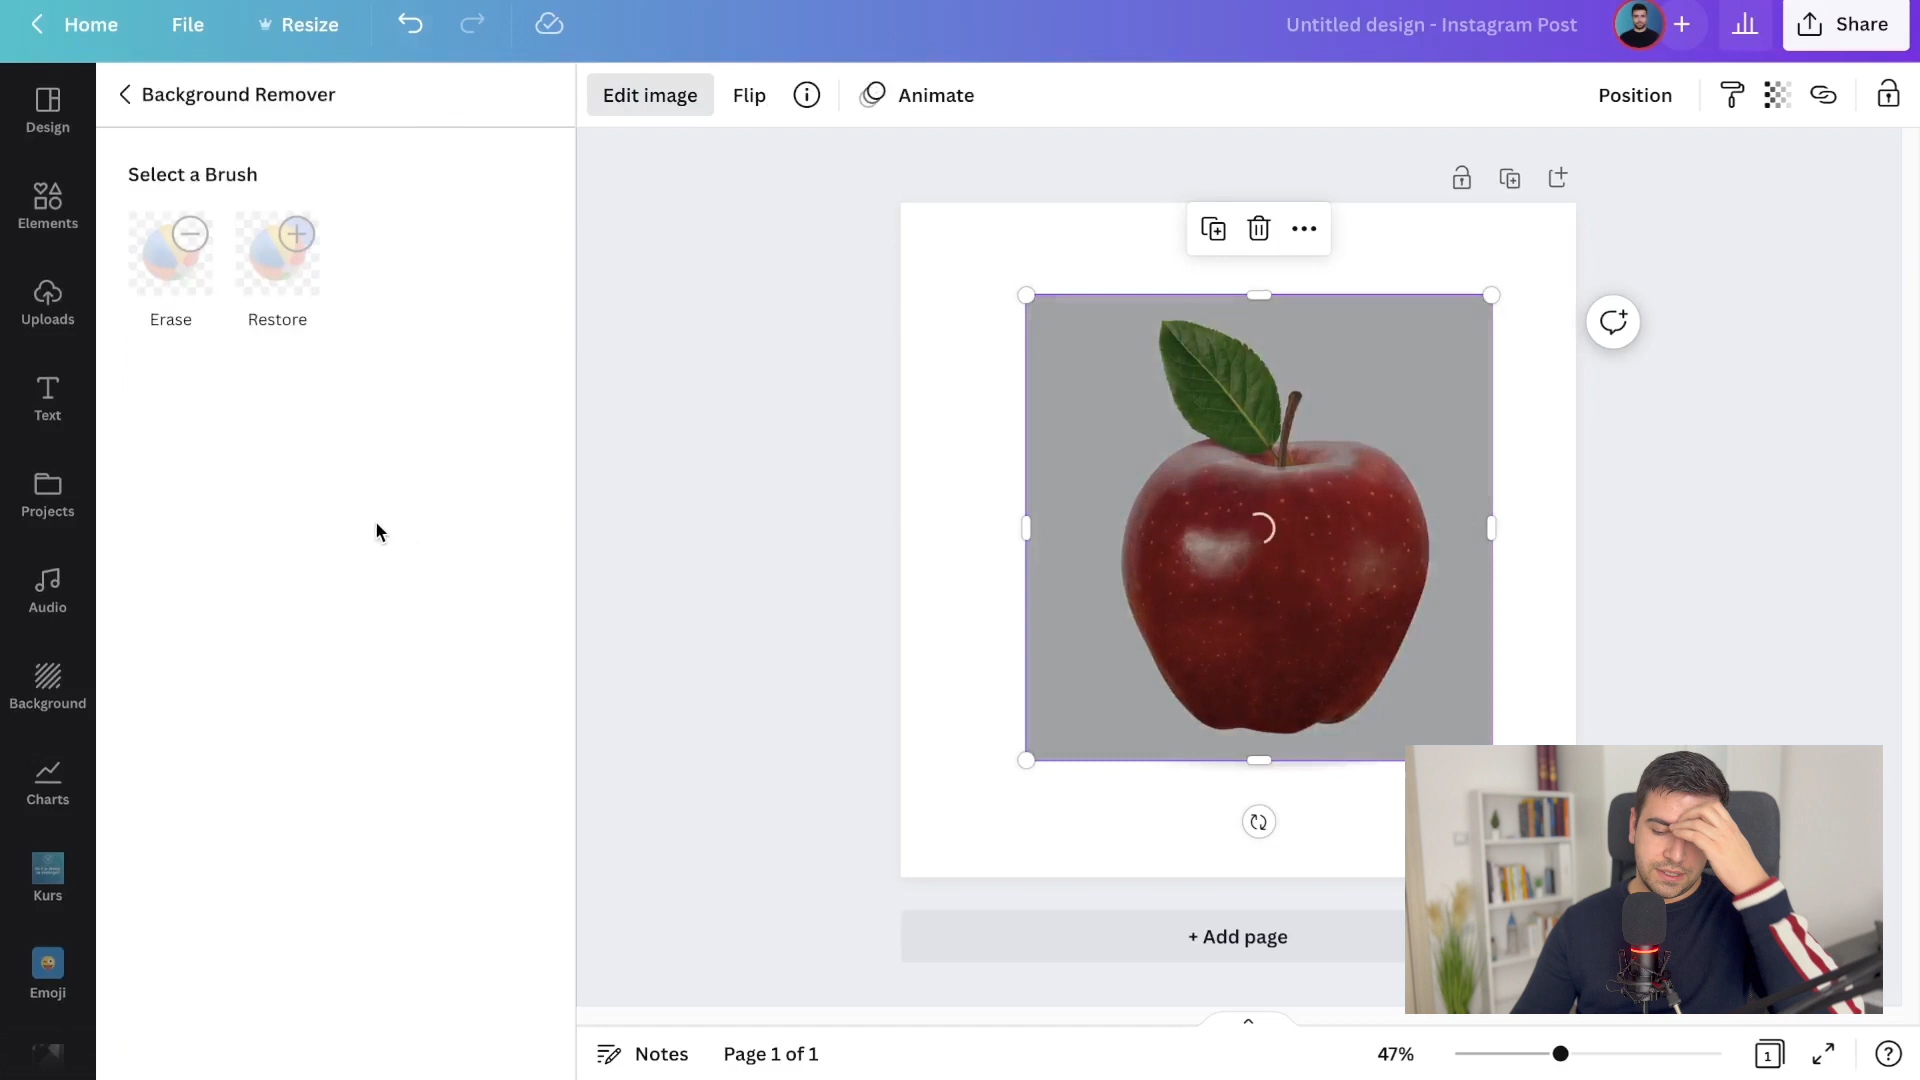 Home
File
Resize
Untitled design - Instagram Post
Share
Design
Elements
Uploads
Text
Projects
Audio
Background
Charts
Kurs
Emoji
Background Remover
Select a Brush
Erase
Restore
Edit image
Flip
Animate
Position
+ Add page
Notes
Page 1 of 1
47%
1